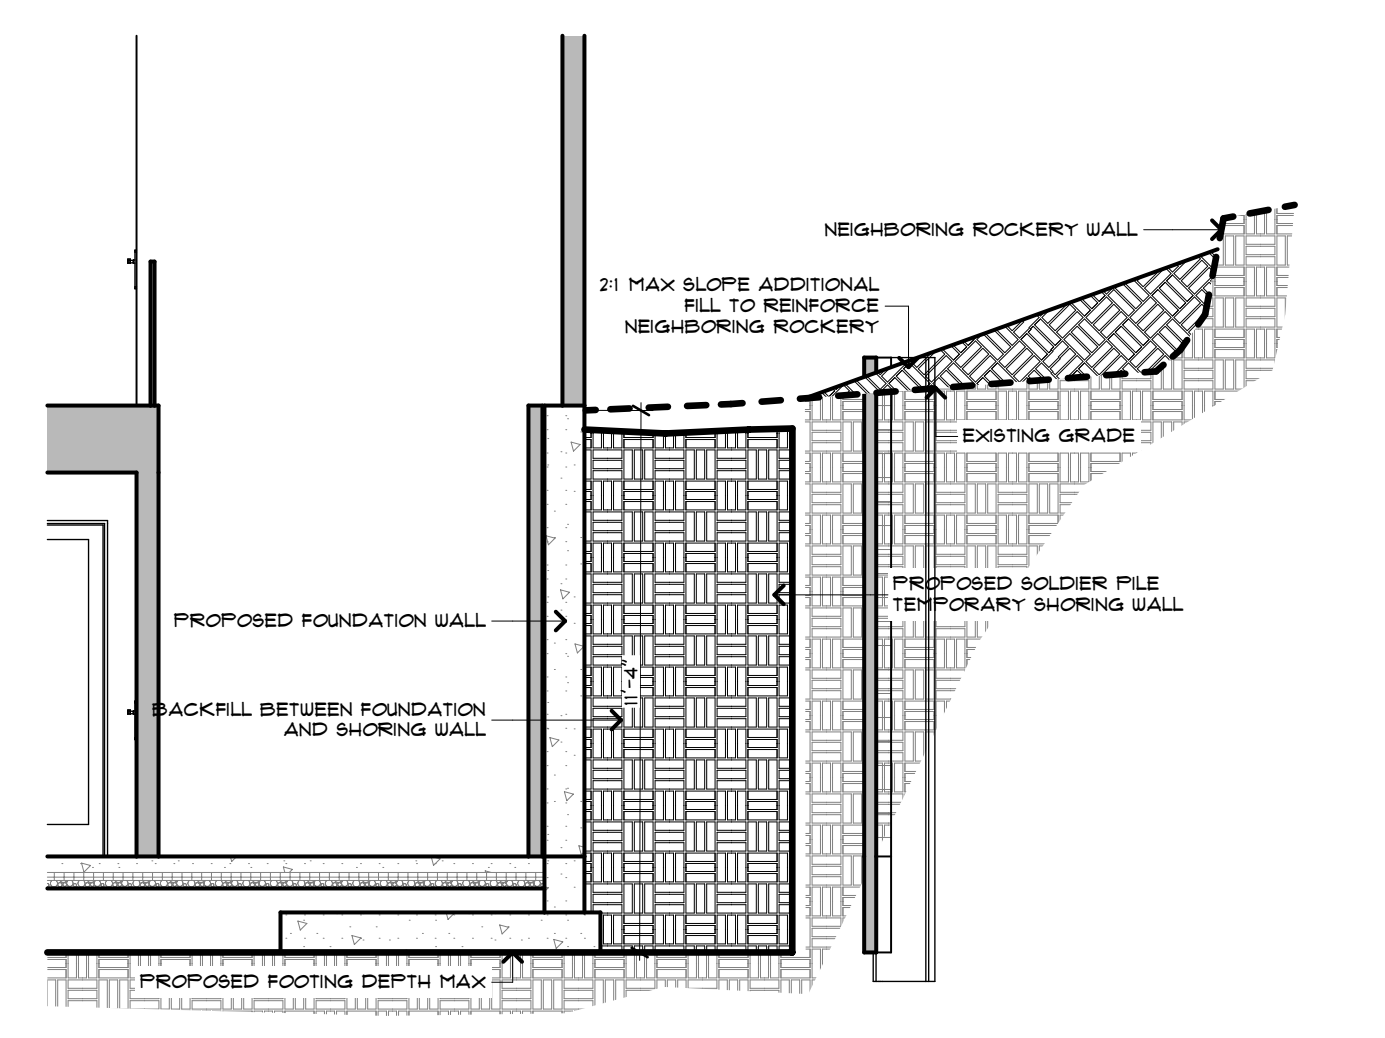 NEIGHBORING ROCKERY WALL
2:1 MAX SLOPE ADDITIONAL
FILL TO REINFORCE
NEIGHBORING ROCKERY
EXISTING GRADE
PROPOSED SOLDIER PILE
TEMPORARY SHORING WALL
PROPOSED FOUNDATION WALL
11'-4"
BACKFILL BETWEEN FOUNDATION
AND SHORING WALL
PROPOSED FOOTING DEPTH MAX